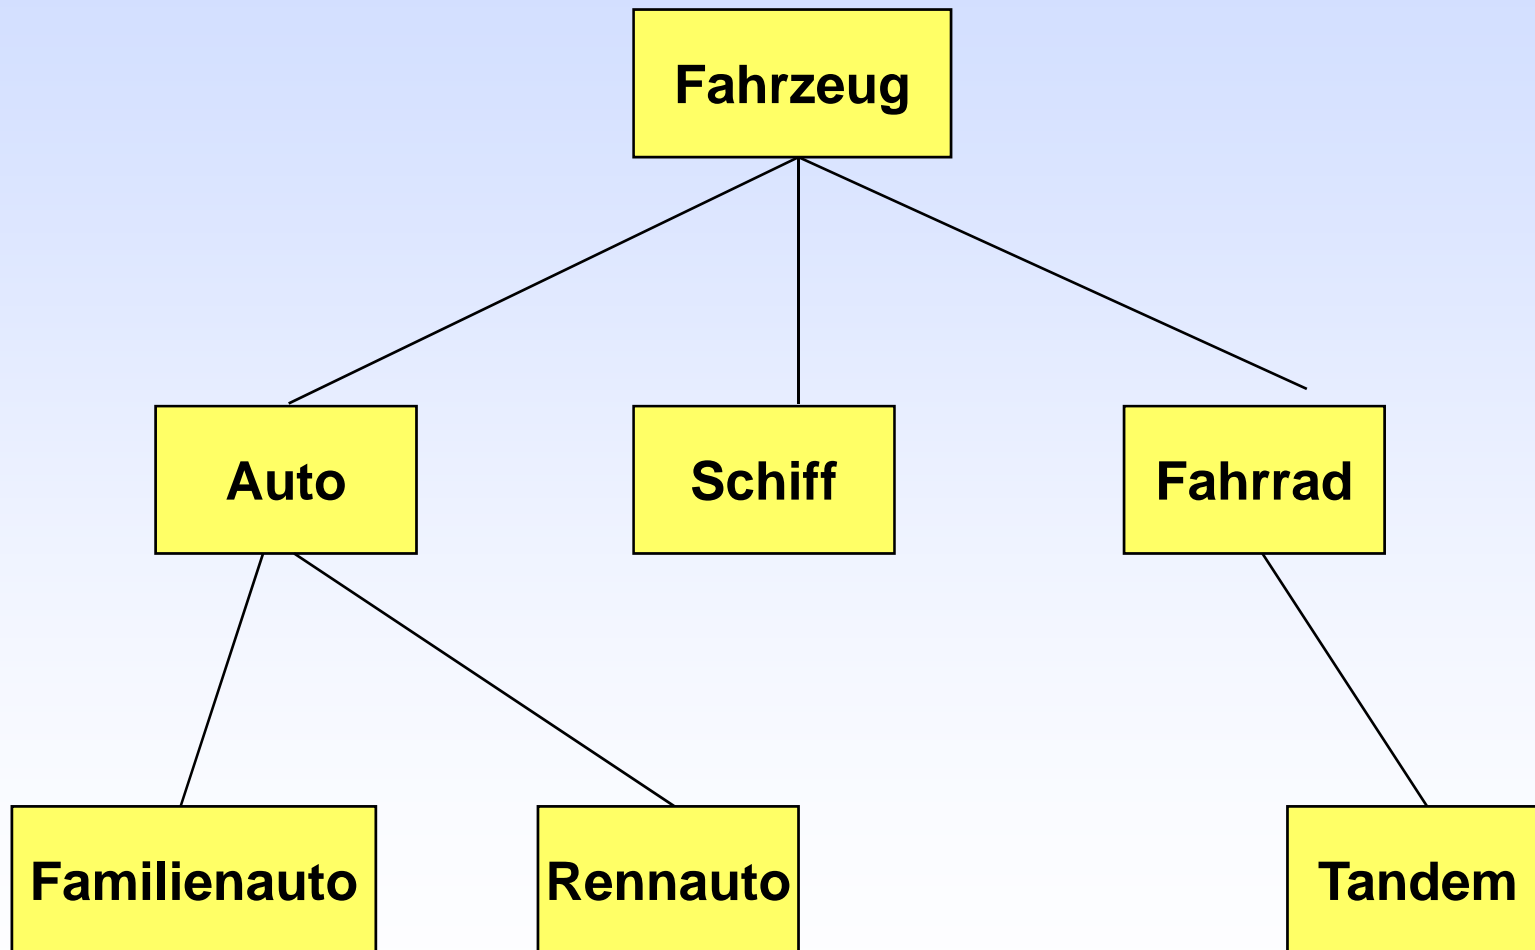 Fahrzeug
Auto
Schiff
Fahrrad
Familienauto
Rennauto
Tandem